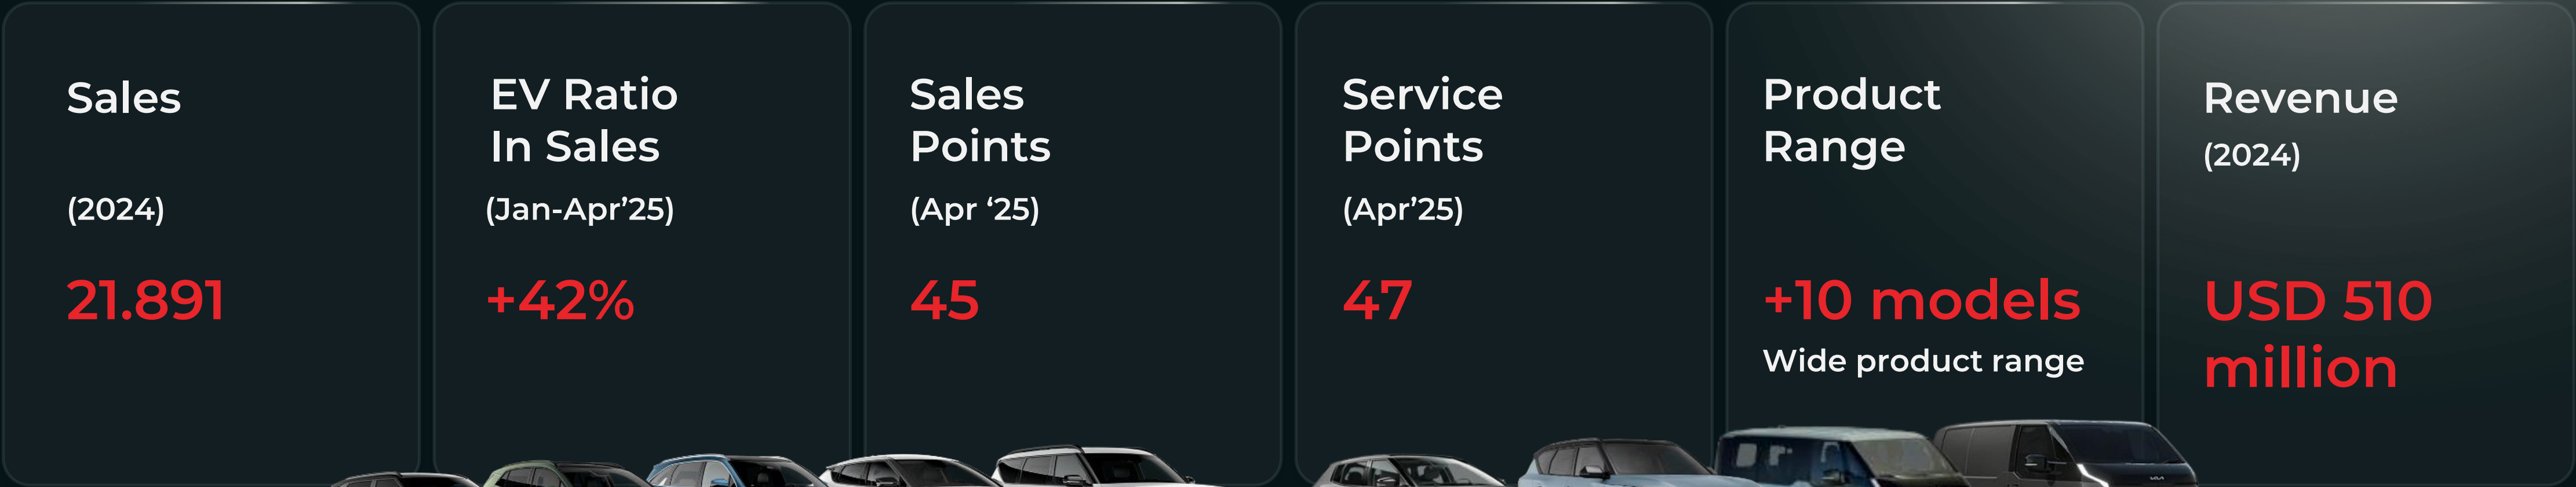 Sales
(2024)
21.891
EV Ratio
In Sales
(Jan-Apr’25)
+42%
Sales
Points
(Apr ‘25)
45
Service
Points
(Apr’25)
47
Product
Range
+10 models
Wide product range
Revenue
(2024)
USD 510
million
KIA